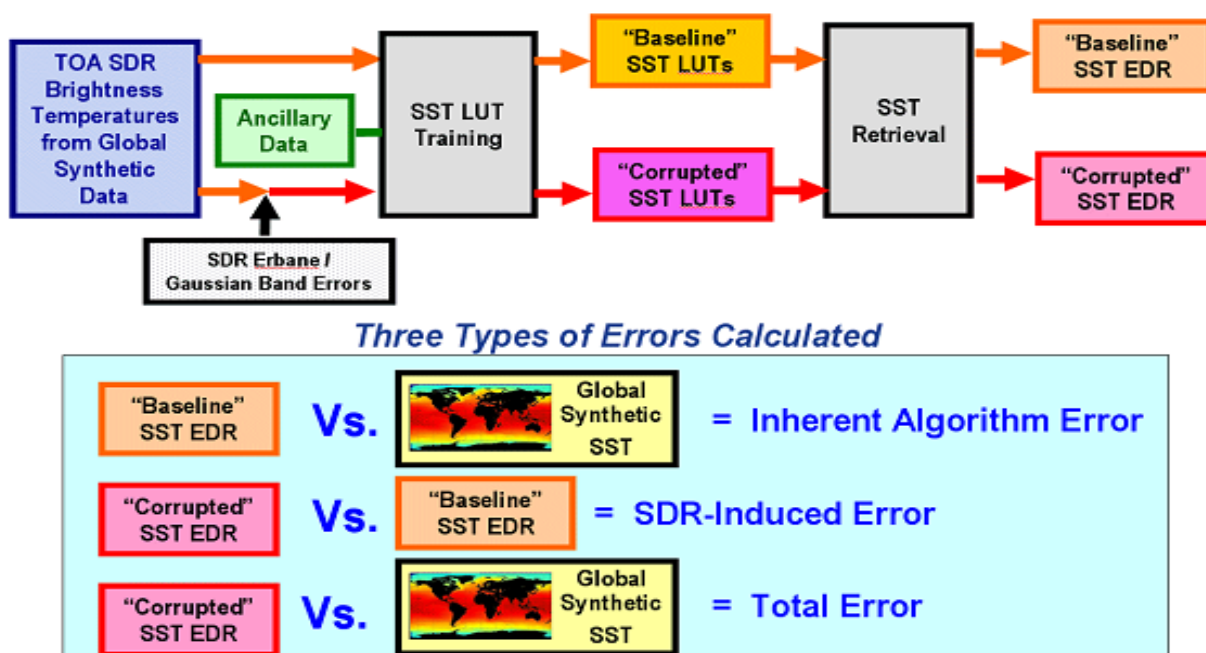 TOA SDR
Brightness
Temperatures
from Global
Synthetic
Data
Ancillary
Data
SDR Erbane /
Gaussian Band Errors
SST LUT
Training
“Baseline”
SST LUTs
“Corrupted”
SST LUTs
SST
Retrieval
“Baseline”
SST EDR
“Corrupted”
SST EDR
Three Types of Errors Calculated
“Baseline”
SST EDR
Vs.
Global
Synthetic
SST
= Inherent Algorithm Error
“Corrupted”
SST EDR
Vs.
“Baseline”
SST EDR
= SDR-Induced Error
“Corrupted”
SST EDR
Vs.
Global
Synthetic
SST
= Total Error